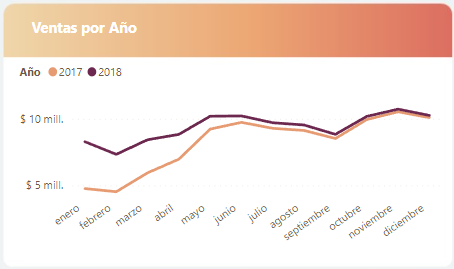 Ventas por Año
Año 2017 2018
$ 10 mill.
$ 5 mill.
enero
febrero
marzo
abril
mayo
junio
julio
agosto
septiembre
octubre
noviembre
diciembre